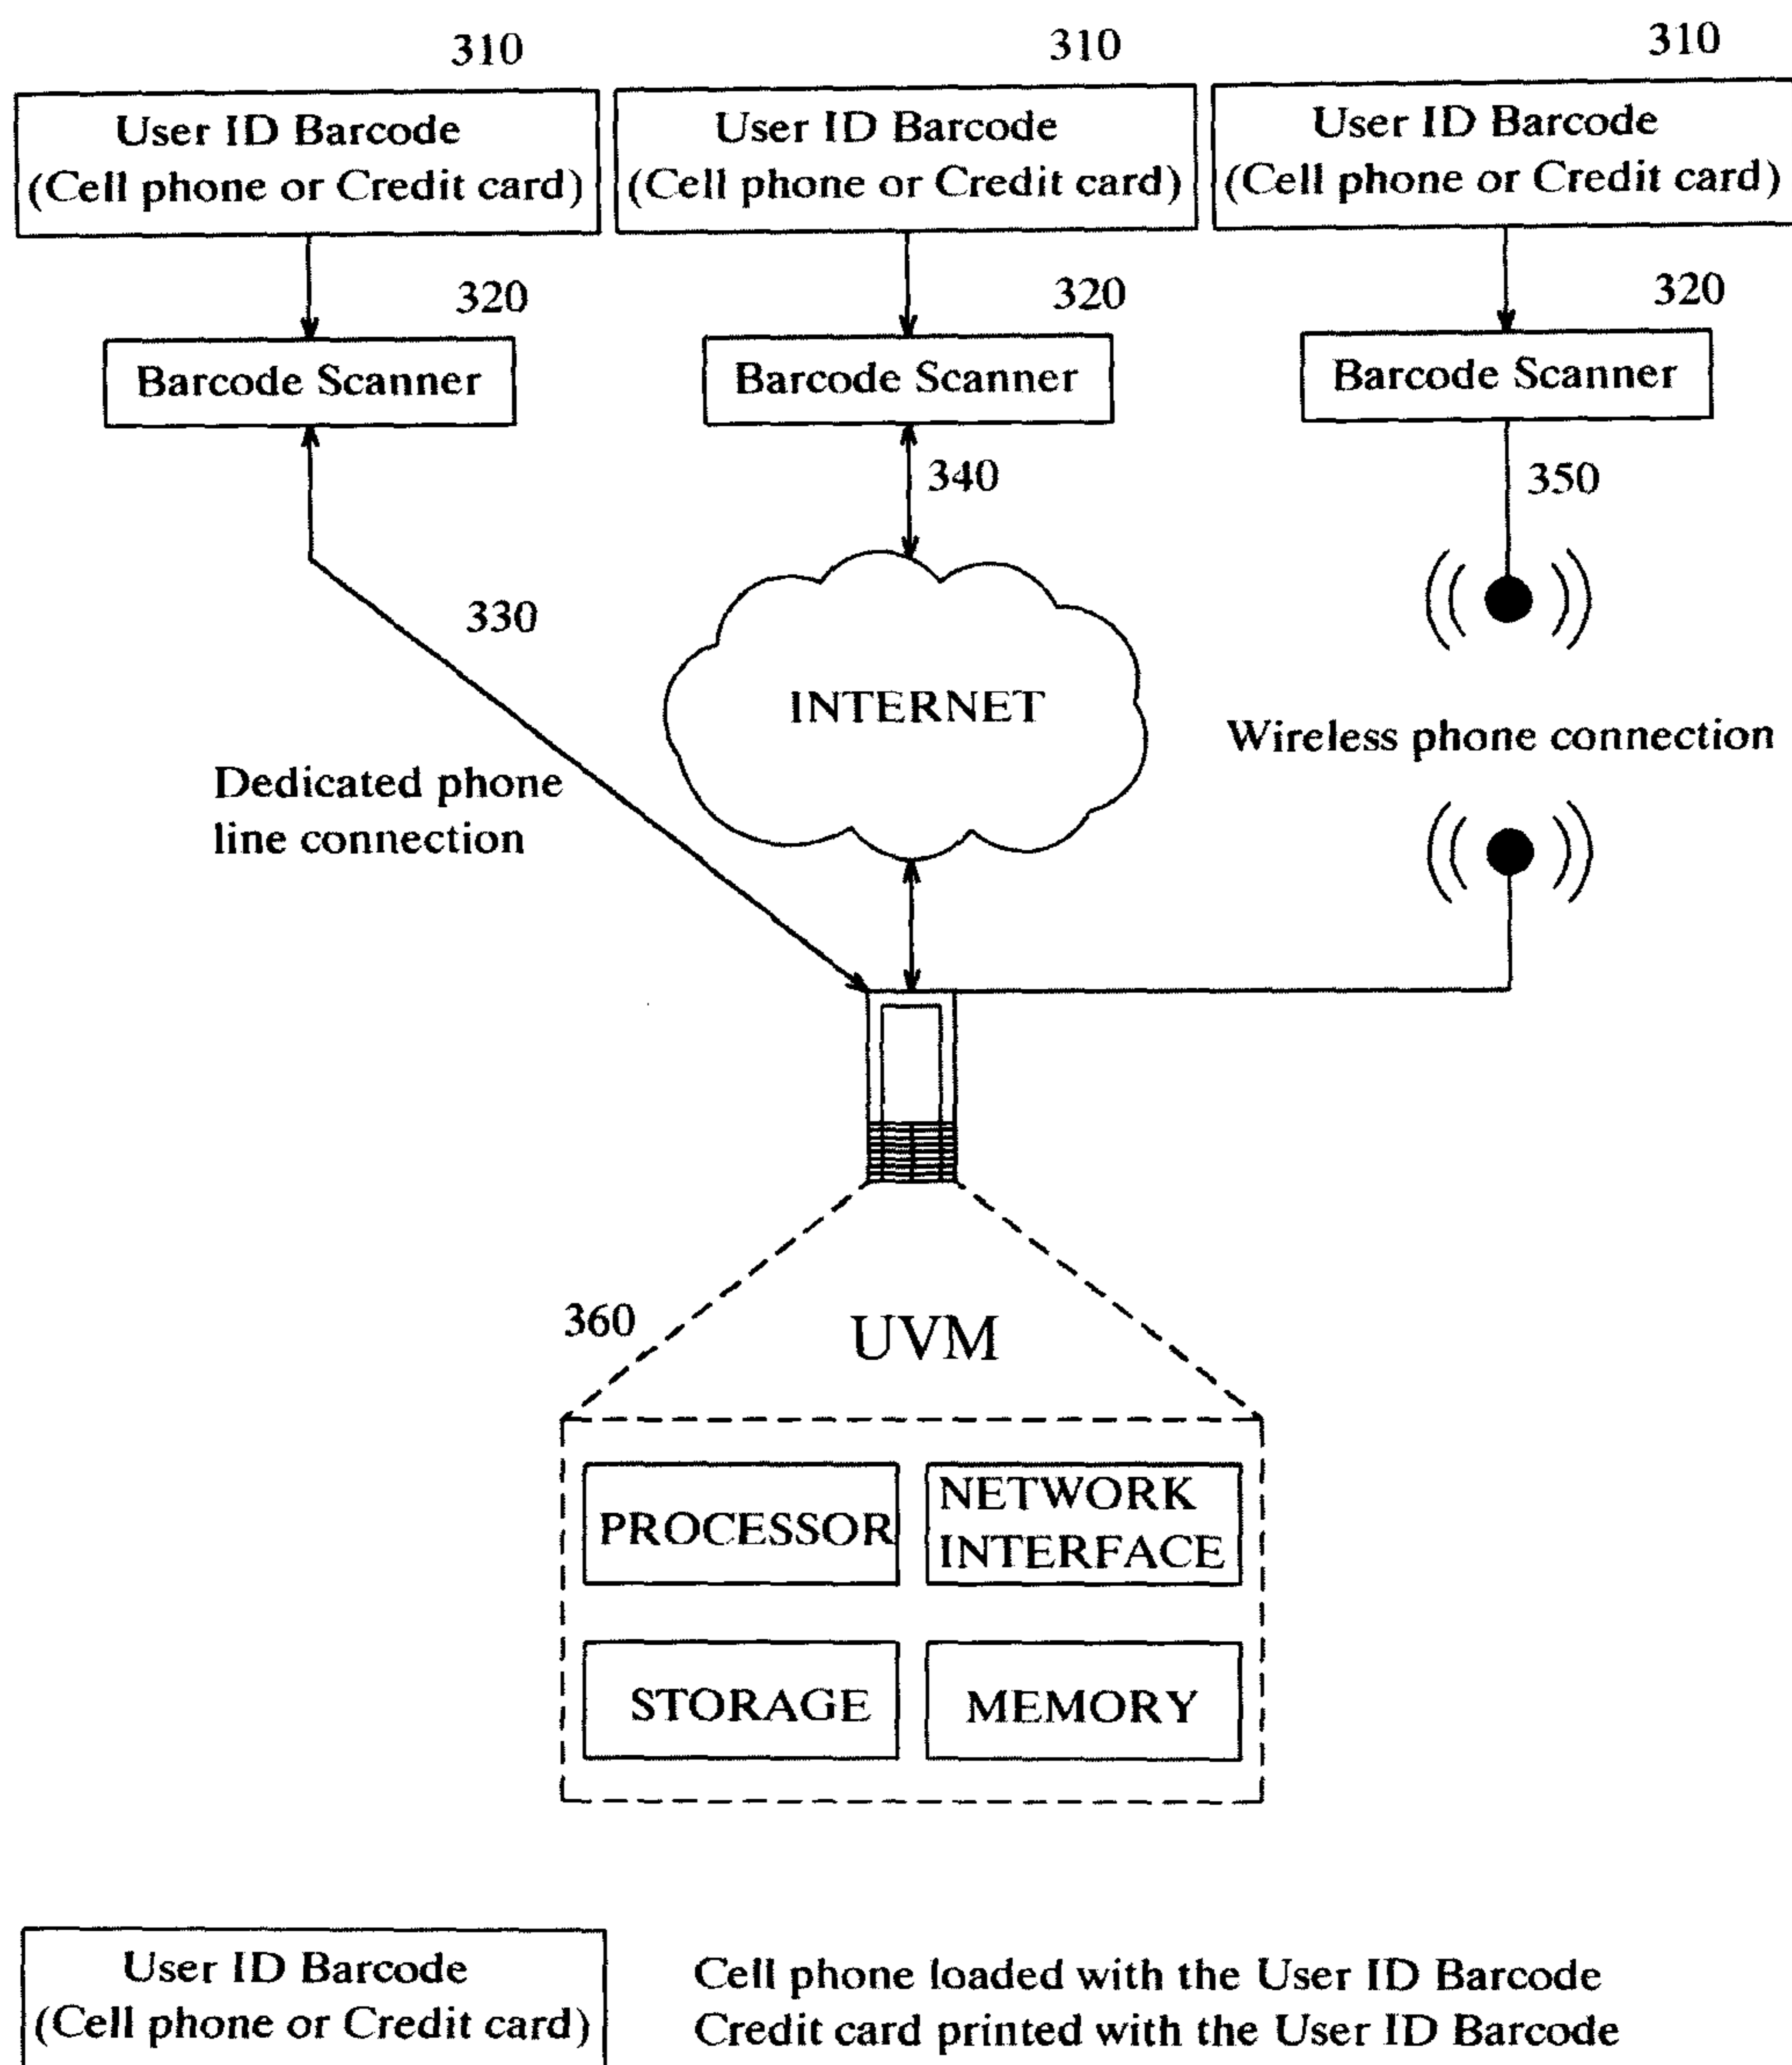 310 310 310
User ID Barcode User ID Barcode User ID Barcode
(Cell phone or Credit card) (Cell phone or Credit card) (Cell phone or Credit card)
320 320 320
Barcode Scanner Barcode Scanner Barcode Scanner
340 350
330
INTERNET
Wireless phone connection
Dedicated phone
line connection
360
UVM
PROCESSOR
NETWORK
INTERFACE
STORAGE
MEMORY
User ID Barcode
(Cell phone or Credit card)
Cell phone loaded with the User ID Barcode
Credit card printed with the User ID Barcode